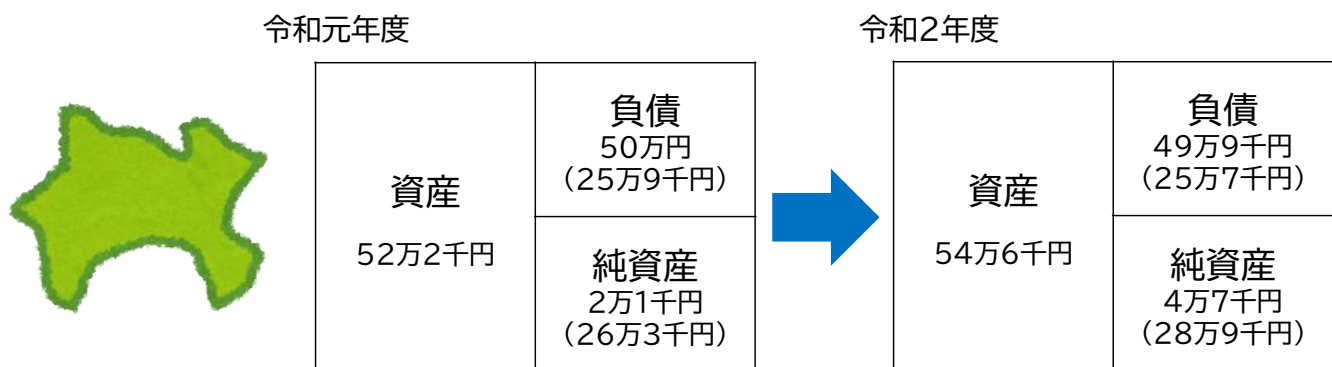 令和元年度
資産
52万2千円
負債
50万円
(25万9千円)
純資産
2万1千円
(26万3千円)
令和2年度
資産
54万6千円
負債
49万9千円
(25万7千円)
純資産
4万7千円
(28万9千円)